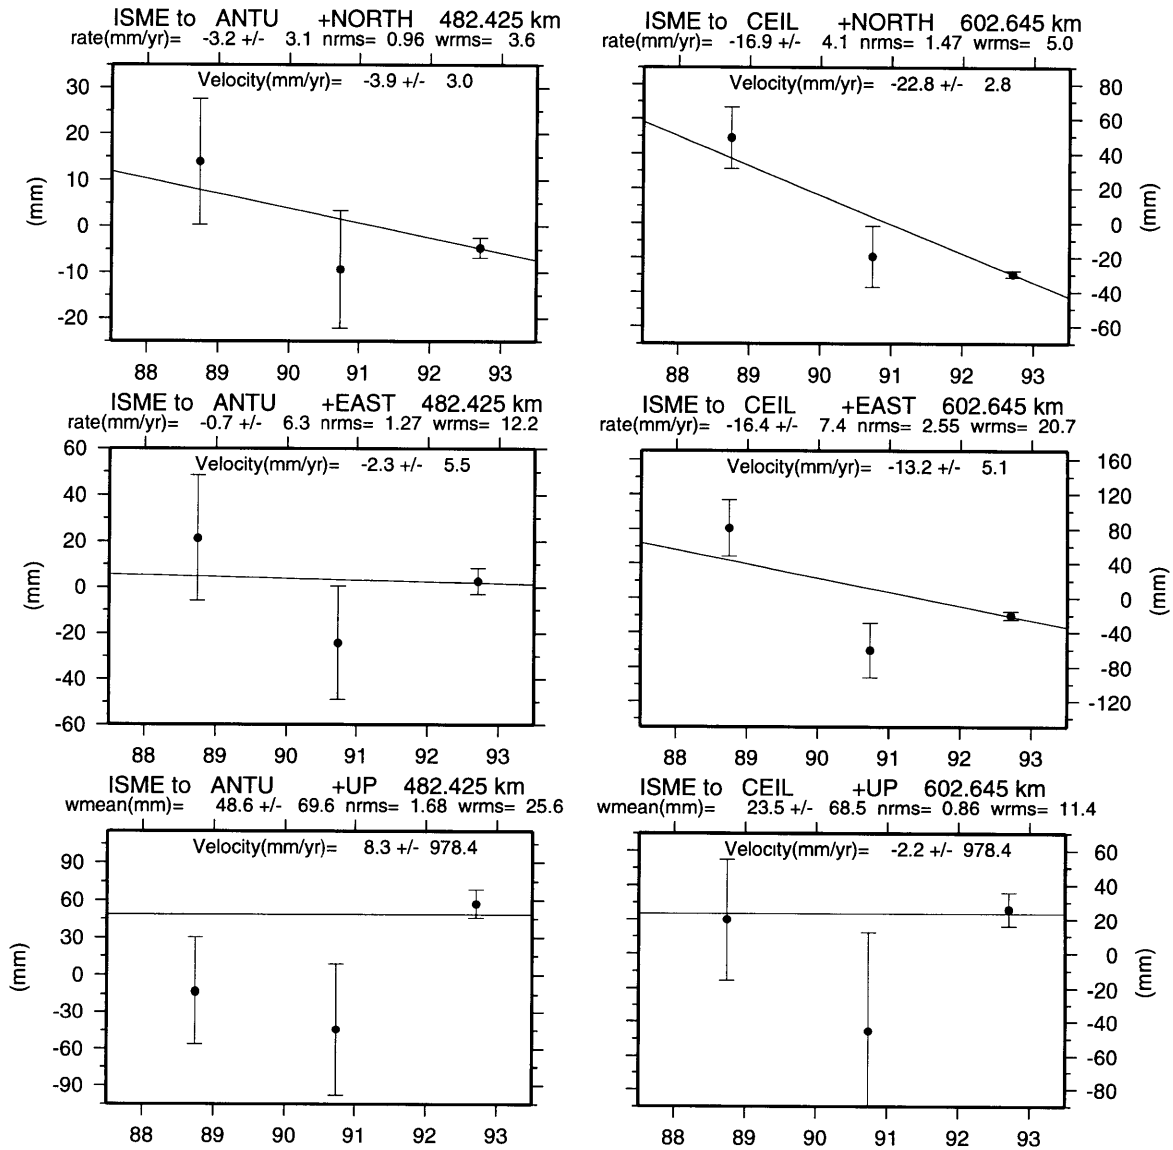 ISME to ANTU +NORTH 482.425 km
rate(mm/yr)= -3.2 +/- 3.1 nrms= 0.96 wrms= 3.6
Velocity(mm/yr)= -3.9 +/- 3.0
30
20
10
0
-10
-20
(mm)
88 89 90 91 92 93
ISME to CEIL +NORTH 602.645 km
rate(mm/yr)= -16.9 +/- 4.1 nrms= 1.47 wrms= 5.0
Velocity(mm/yr)= -22.8 +/- 2.8
80
60
40
20
0
-20
-40
-60
(mm)
88 89 90 91 92 93
ISME to ANTU +EAST 482.425 km
rate(mm/yr)= -0.7 +/- 6.3 nrms= 1.27 wrms= 12.2
Velocity(mm/yr)= -2.3 +/- 5.5
60
40
20
0
-20
-40
-60
(mm)
88 89 90 91 92 93
ISME to CEIL +EAST 602.645 km
rate(mm/yr)= -16.4 +/- 7.4 nrms= 2.55 wrms= 20.7
Velocity(mm/yr)= -13.2 +/- 5.1
160
120
80
40
0
-40
-80
-120
(mm)
88 89 90 91 92 93
ISME to ANTU +UP 482.425 km
wmean(mm)= 48.6 +/- 69.6 nrms= 1.68 wrms= 25.6
Velocity(mm/yr)= 8.3 +/- 978.4
90
60
30
0
-30
-60
-90
(mm)
88 89 90 91 92 93
ISME to CEIL +UP 602.645 km
wmean(mm)= 23.5 +/- 68.5 nrms= 0.86 wrms= 11.4
Velocity(mm/yr)= -2.2 +/- 978.4
60
40
20
0
-20
-40
-60
-80
(mm)
88 89 90 91 92 93